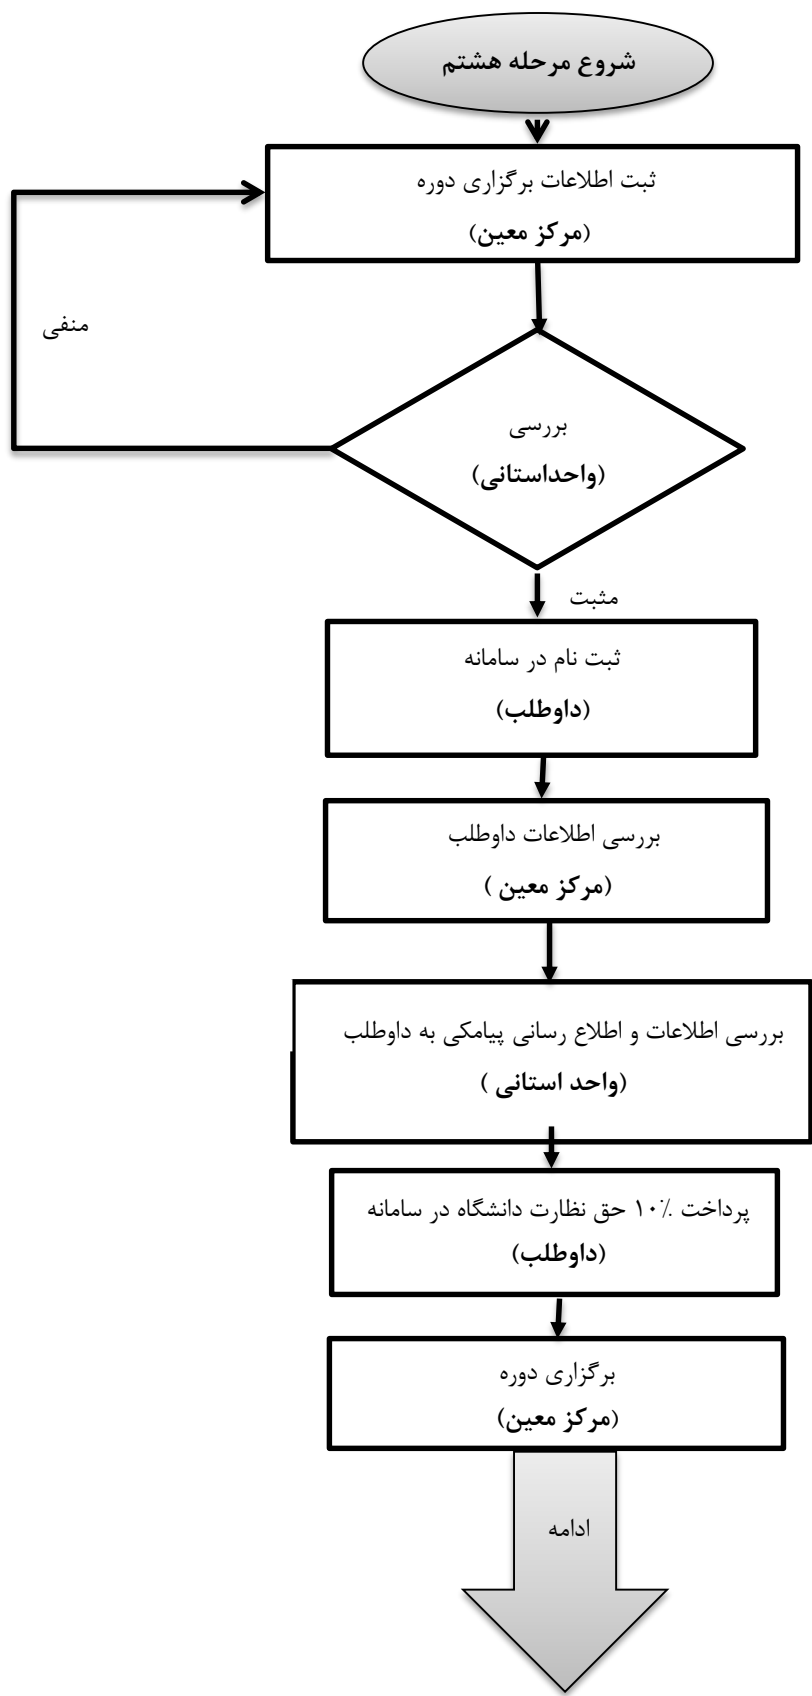 شروع مرحله هشتم
ثبت اطلاعات برگزاری دوره
(مرکز معین)
منفی
بررسی
(واحداستانی)
مثبت
ثبت نام در سامانه
(داوطلب)
بررسی اطلاعات داوطلب
(مرکز معین )
بررسی اطلاعات و اطلاع رسانی پیامکی به داوطلب
(واحد استانی )
پرداخت ۱۰٪ حق نظارت دانشگاه در سامانه
(داوطلب)
برگزاری دوره
(مرکز معین)
ادامه